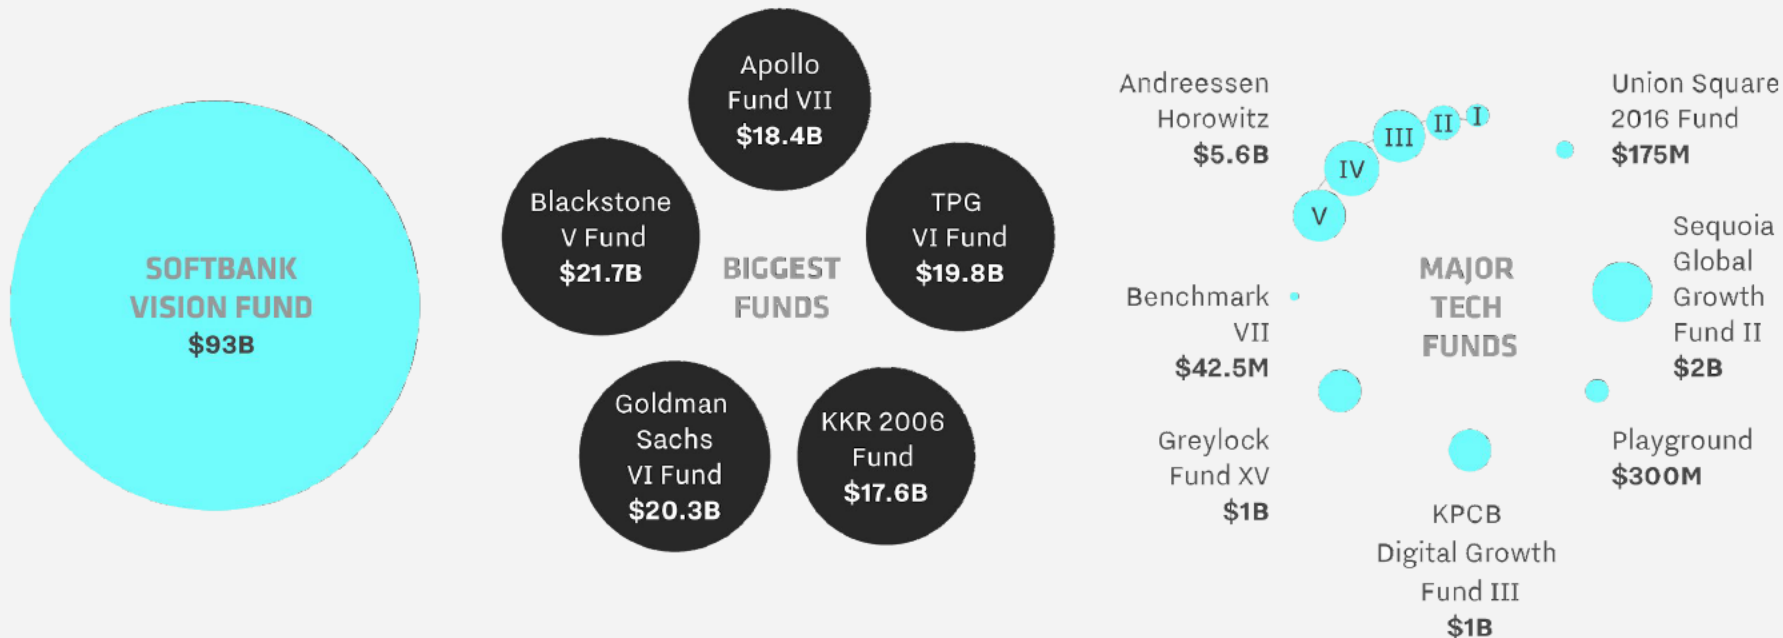 SOFTBANK
VISION FUND
$93B
Apollo
Fund VII
$18.4B
Blackstone
V Fund
$21.7B
TPG
VI Fund
$19.8B
BIGGEST
FUNDS
Goldman
Sachs
VI Fund
$20.3B
KKR 2006
Fund
$17.6B
Andreessen
Horowitz
$5.6B
I
II
III
IV
V
Union Square
2016 Fund
$175M
MAJOR
TECH
FUNDS
Sequoia
Global
Growth
Fund II
$2B
Benchmark
VII
$42.5M
Greylock
Fund XV
$1B
Playground
$300M
KPCB
Digital Growth
Fund III
$1B